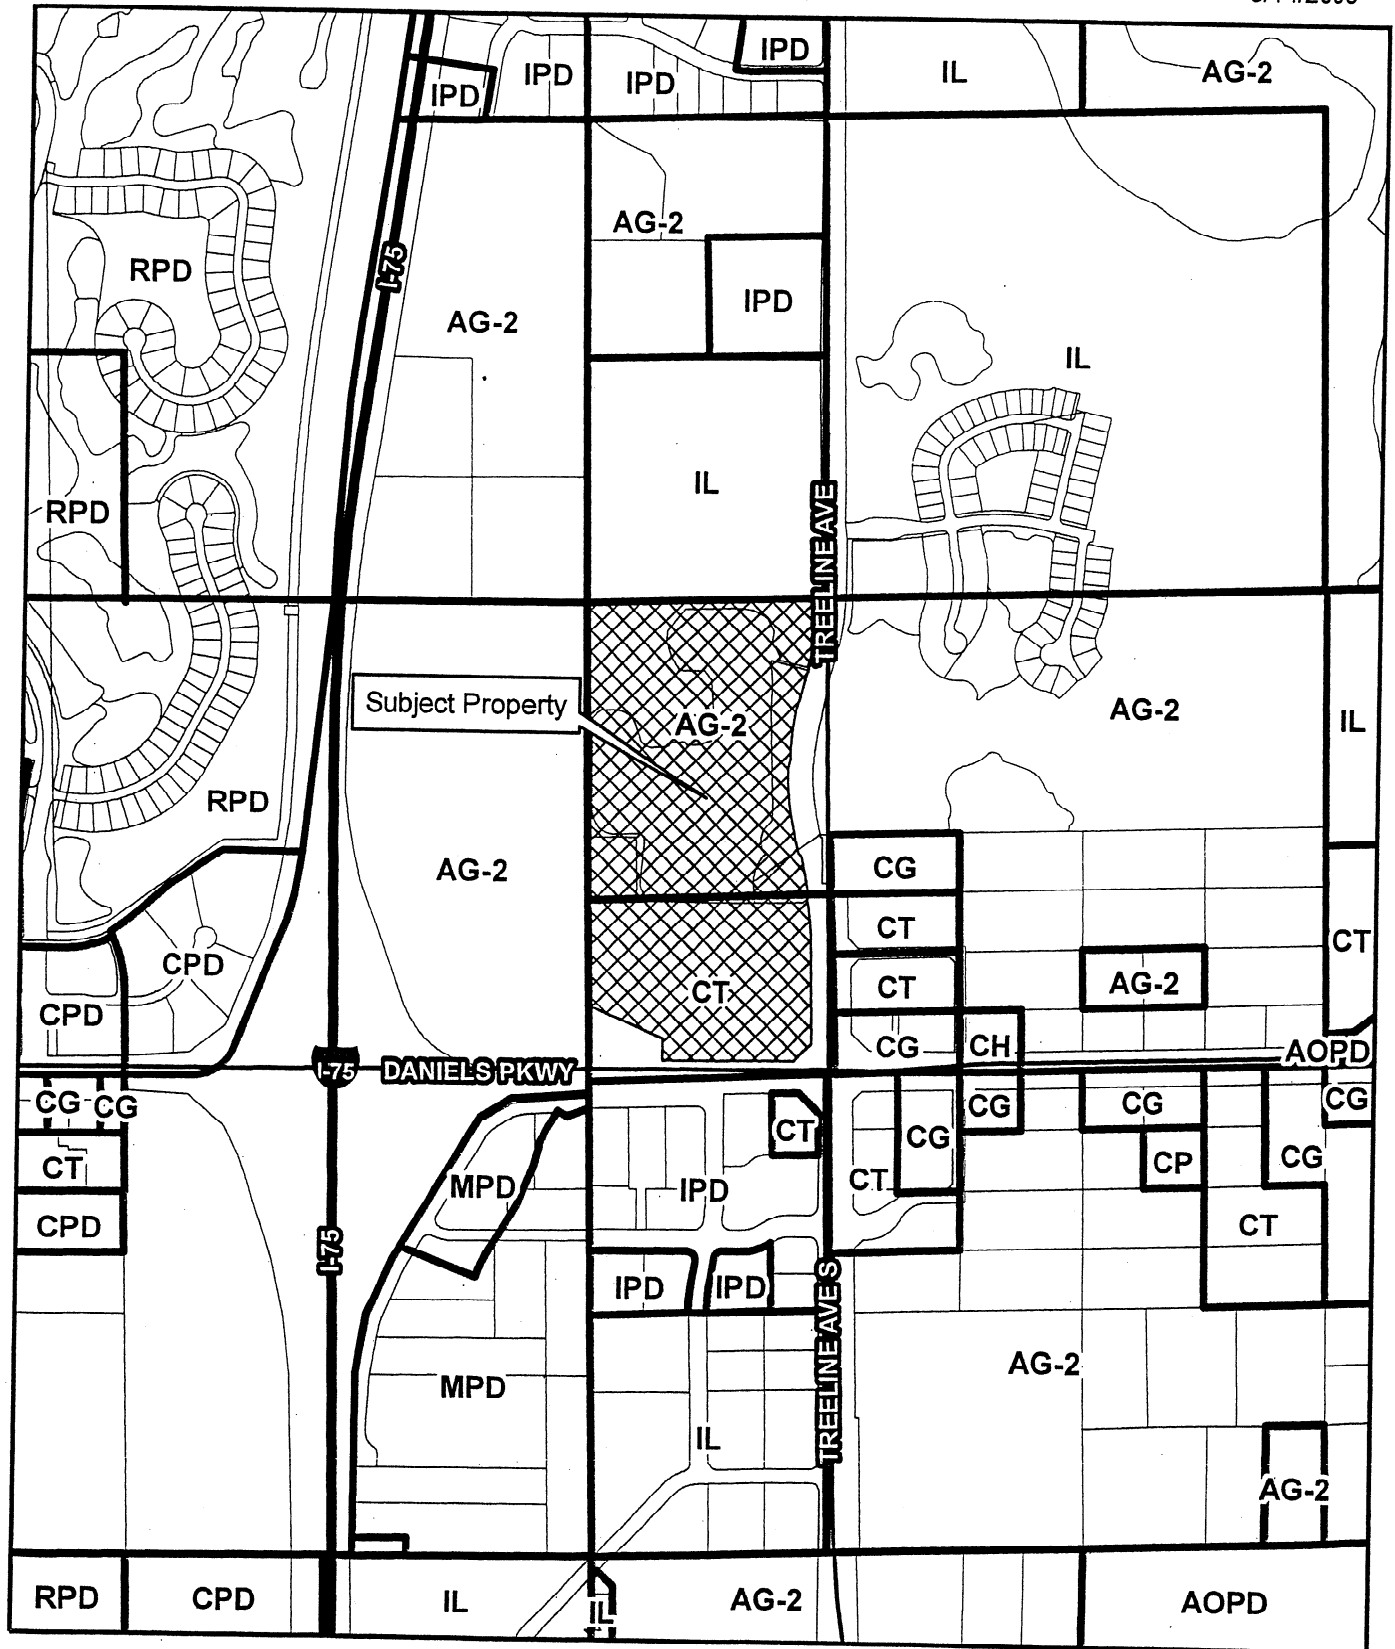 IPD
IPD
IPD
IPD
IL
AG-2
AG-2
RPD
I-75
IPD
AG-2
IL
IL
RPD
TREELINE AVE
Subject Property
AG-2
AG-2
IL
RPD
AG-2
CG
CT
CT
CPD
AG-2
CT
CT
CPD
CG
CH
AOPD
I-75
DANIELS PKWY
CG
CG
CG
CG
CG
CT
CG
CT
CP
CG
MPD
IPD
CT
CPD
CT
I-75
IPD
IPD
TREELINE AVE S
AG-2
MPD
IL
AG-2
RPD
CPD
IL
IL
AG-2
AOPD